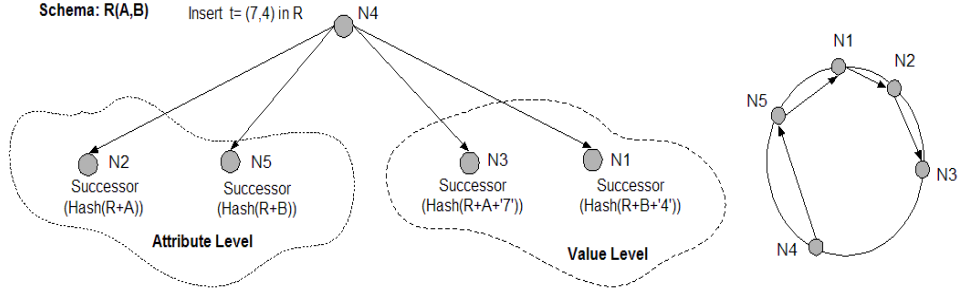 Schema: R(A,B)
Insert t= (7,4) in R
N4
N2
Successor
(Hash(R+A))
N5
Successor
(Hash(R+B))
Attribute Level
N3
Successor
(Hash(R+A+'7'))
N1
Successor
(Hash(R+B+'4'))
Value Level
N1
N2
N5
N3
N4